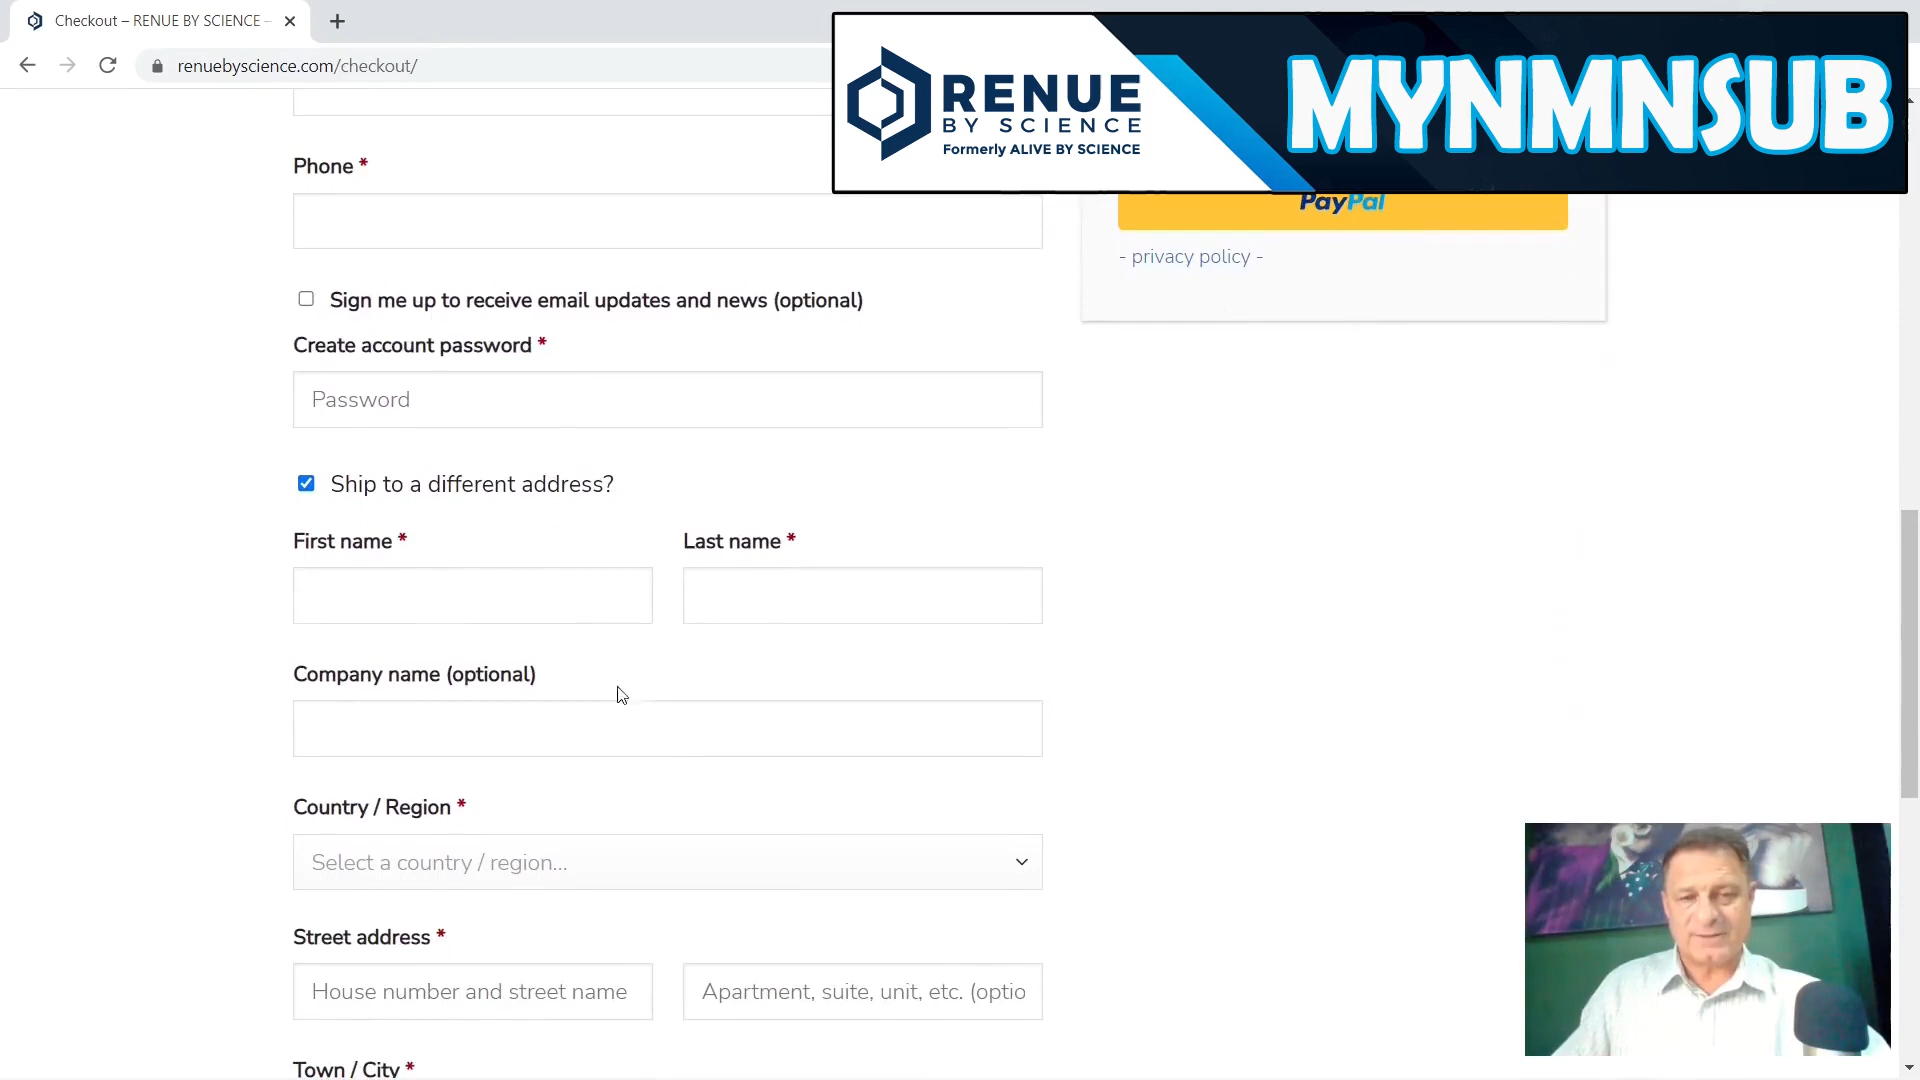 Checkout – RENUE BY SCIENCE –
renuebyscience.com/checkout/
RENUE
BY SCIENCE
Formerly ALIVE BY SCIENCE
MYNMNSUB
Phone *
PayPal
- privacy policy -
Sign me up to receive email updates and news (optional)
Create account password *
Password
Ship to a different address?
First name *
Last name *
Company name (optional)
Country / Region *
Select a country / region...
Street address *
House number and street name
Apartment, suite, unit, etc. (optio
Town / City *